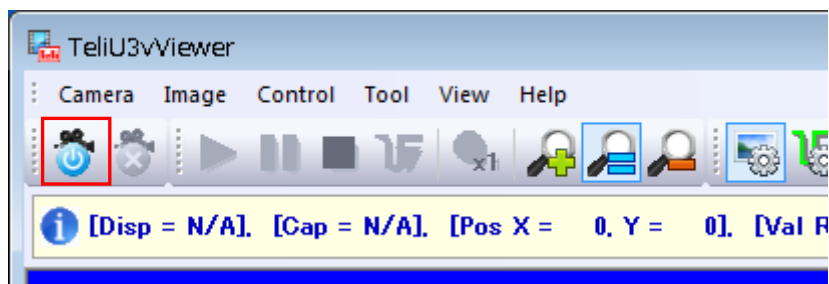 TeliU3vViewer
Camera Image Control Tool View Help
x1
[Disp = N/A], [Cap = N/A], [Pos X = 0, Y = 0], [Val R